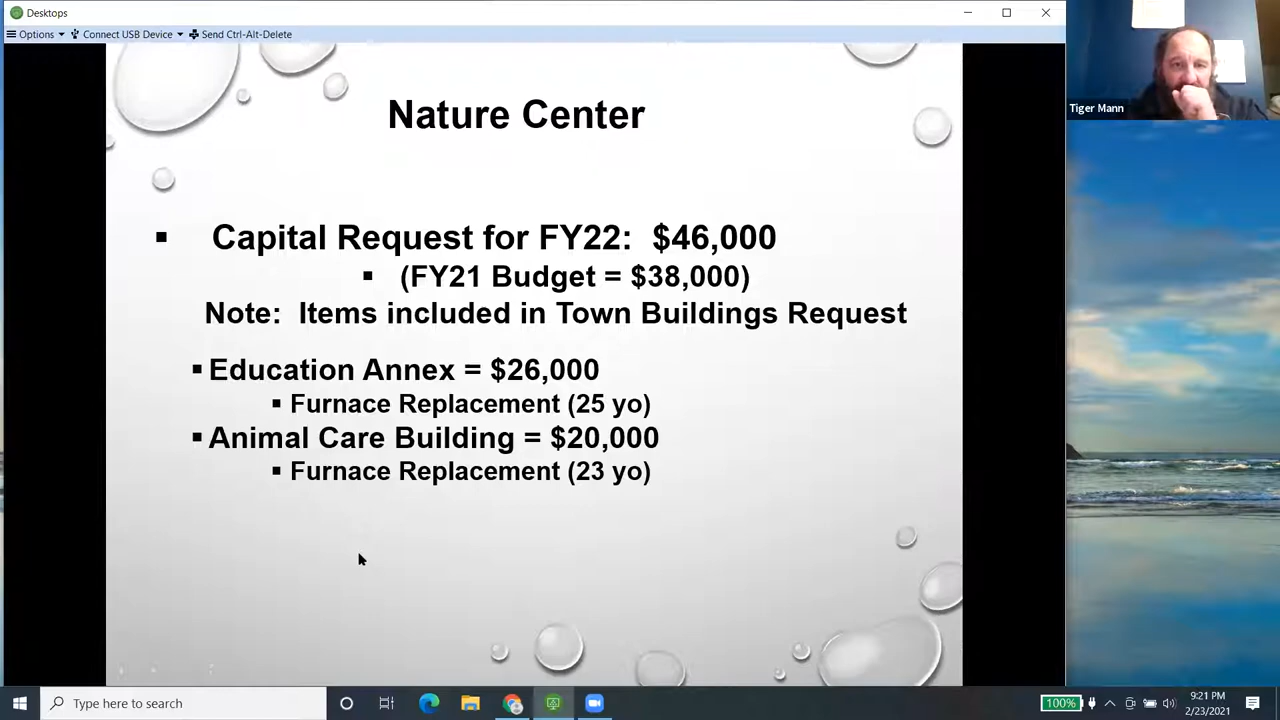 Desktops
Options Connect USB Device Send Ctrl-Alt-Delete
Tiger Mann
Nature Center
▪ Capital Request for FY22: $46,000
▪ (FY21 Budget = $38,000)
Note: Items included in Town Buildings Request
▪ Education Annex = $26,000
▪ Furnace Replacement (25 yo)
▪ Animal Care Building = $20,000
▪ Furnace Replacement (23 yo)
Type here to search
100%
9:21 PM
2/23/2021